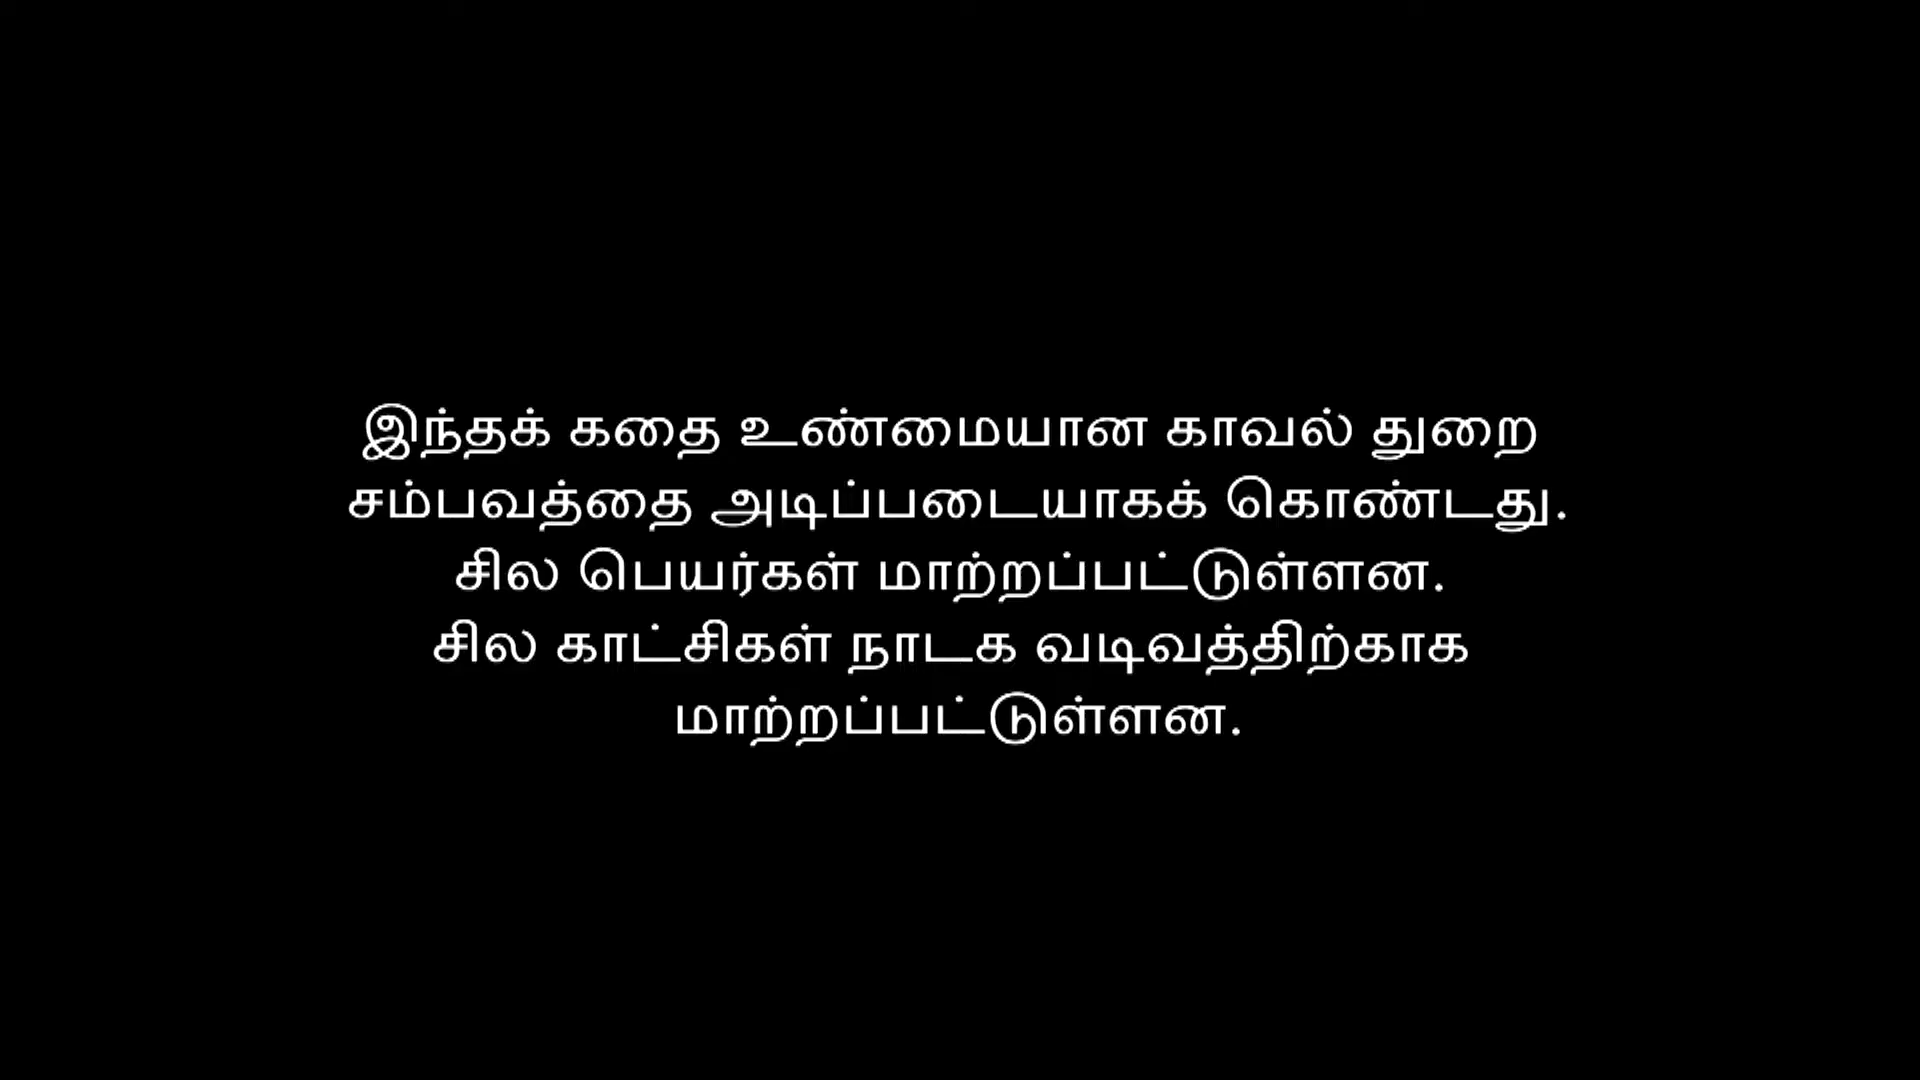 இந்தக் கதை உண்மையான காவல் துறை
சம்பவத்தை அடிப்படையாகக் கொண்டது.
சில பெயர்கள் மாற்றப்பட்டுள்ளன.
சில காட்சிகள் நாடக வடிவத்திற்காக
மாற்றப்பட்டுள்ளன.